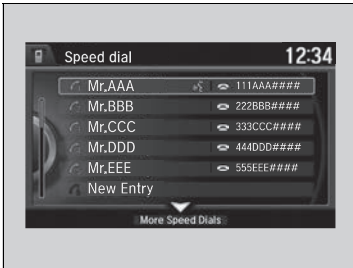 Speed dial 12:34
Mr.AAA 111AAA####
Mr.BBB 222BBB####
Mr.CCC 333CCC####
Mr.DDD 444DDD####
Mr.EEE 555EEE####
New Entry
More Speed Dials